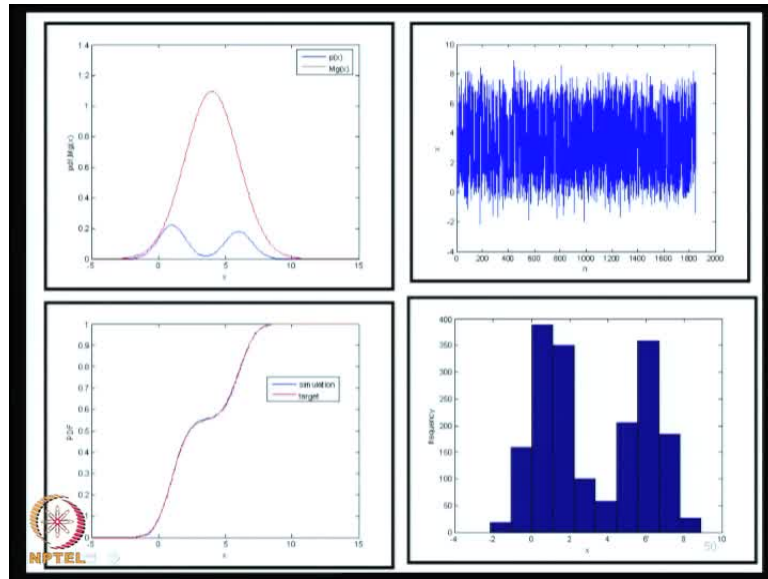 1.4
1.2
1
0.8
0.6
0.4
0.2
0
-5 0 5 10 15
x
pdf,Mg(x)
p(x)
Mg(x)
10
8
6
4
2
0
-2
-4
0 200 400 600 800 1000 1200 1400 1600 1800 2000
n
x
1
0.9
0.8
0.7
0.6
0.5
0.4
0.3
0.2
0.1
0
-5 0 5 10 15
x
PDF
simulation
target
400
350
300
250
200
150
100
50
0
-4 -2 0 2 4 6 8 10
x
frequency
50
NPTEL